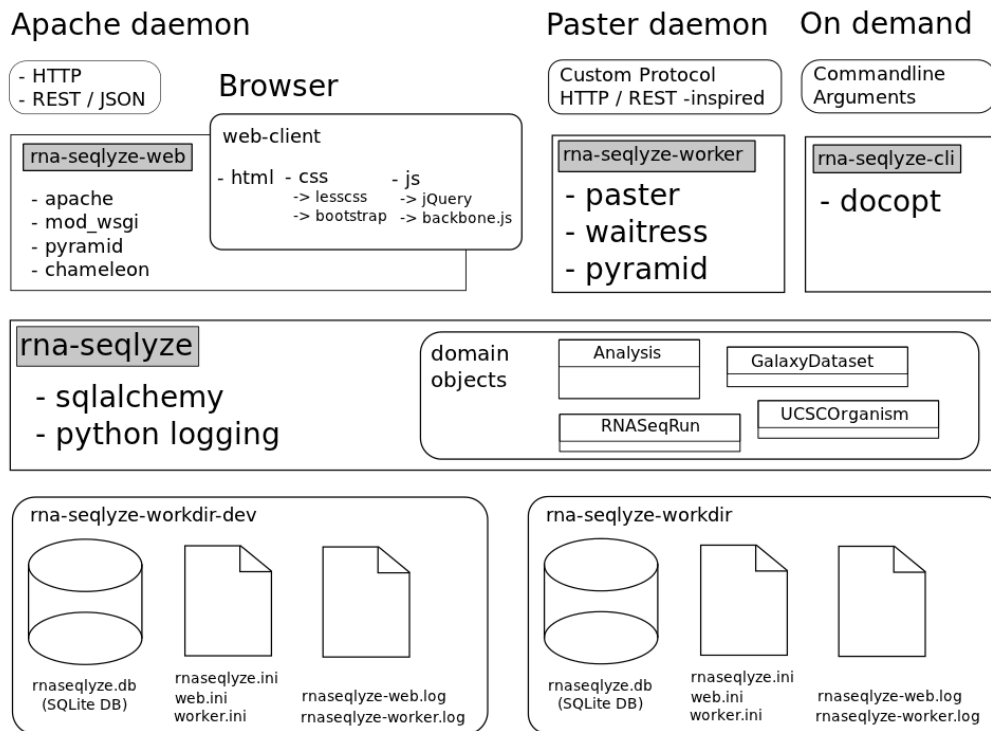 Apache daemon
- HTTP
- REST / JSON
Browser
rna-seqlyze-web
- apache
- mod_wsgi
- pyramid
- chameleon
web-client
- html
- css
-> lesscss
-> bootstrap
- js
-> jQuery
-> backbone.js
Paster daemon
Custom Protocol
HTTP / REST -inspired
rna-seqlyze-worker
- paster
- waitress
- pyramid
On demand
Commandline
Arguments
rna-seqlyze-cli
- docopt
rna-seqlyze
- sqlalchemy
- python logging
domain
objects
Analysis
GalaxyDataset
RNASeqRun
UCSCOrganism
rna-seqlyze-workdir-dev
rnaseqlyze.db
(SQLite DB)
rnaseqlyze.ini
web.ini
worker.ini
rnaseqlyze-web.log
rnaseqlyze-worker.log
rna-seqlyze-workdir
rnaseqlyze.db
(SQLite DB)
rnaseqlyze.ini
web.ini
worker.ini
rnaseqlyze-web.log
rnaseqlyze-worker.log